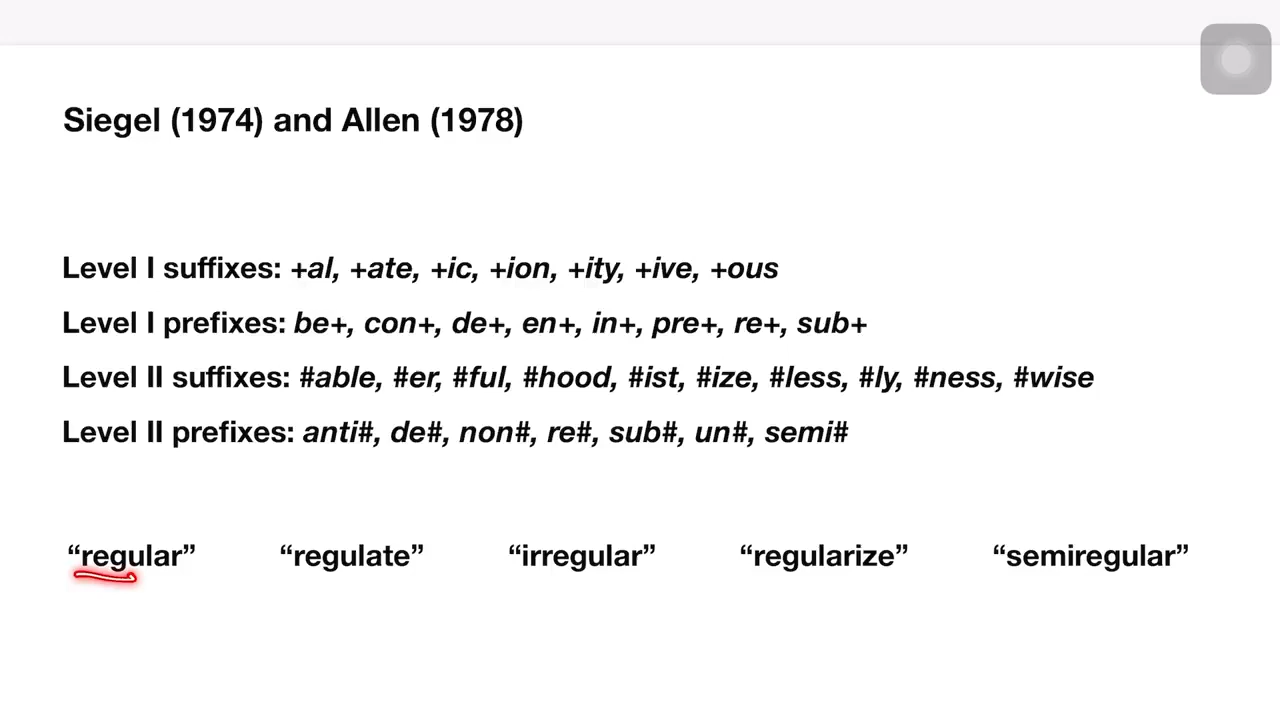 Siegel (1974) and Allen (1978)
Level I suffixes: +al, +ate, +ic, +ion, +ity, +ive, +ous
Level I prefixes: be+, con+, de+, en+, in+, pre+, re+, sub+
Level II suffixes: #able, #er, #ful, #hood, #ist, #ize, #less, #ly, #ness, #wise
Level II prefixes: anti#, de#, non#, re#, sub#, un#, semi#
“regular” “regulate” “irregular” “regularize” “semiregular”